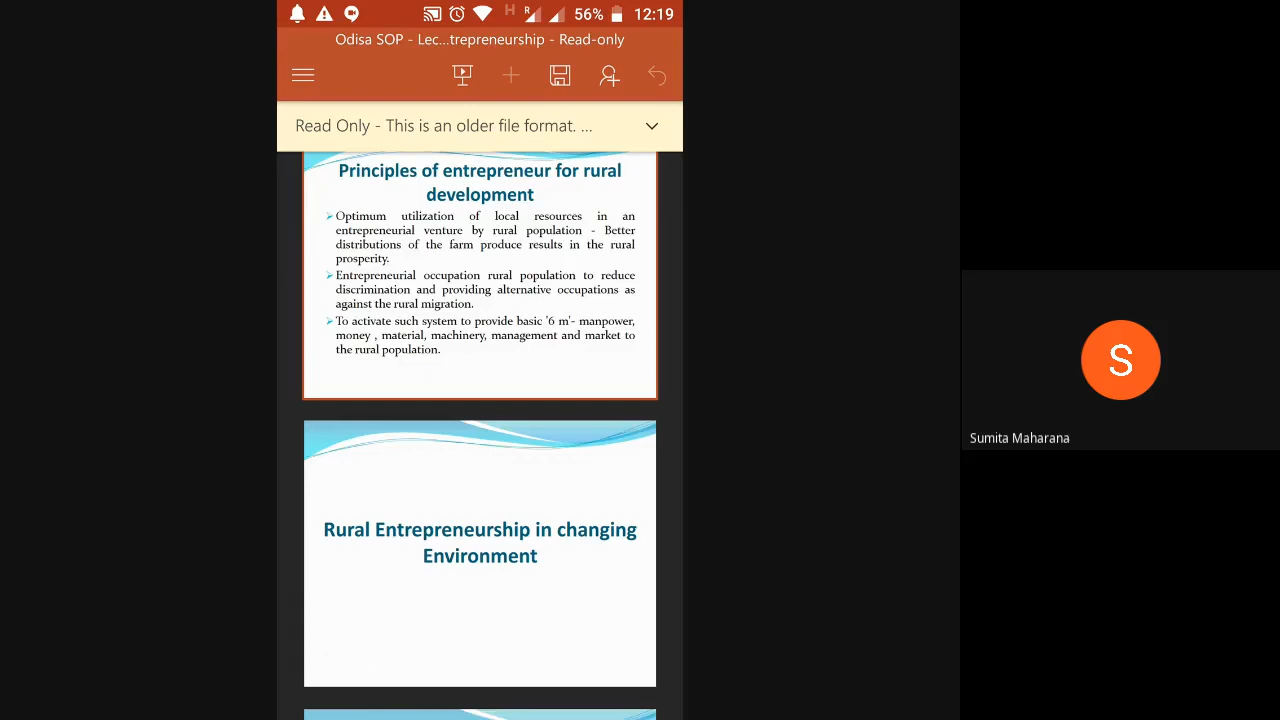 H R 56% 12:19
Odisa SOP - Lec...trepreneurship - Read-only
Read Only - This is an older file format. ...
Principles of entrepreneur for rural
development
Optimum utilization of local resources in an
entrepreneurial venture by rural population - Better
distributions of the farm produce results in the rural
prosperity.
Entrepreneurial occupation rural population to reduce
discrimination and providing alternative occupations as
against the rural migration.
To activate such system to provide basic '6 m'- manpower,
money , material, machinery, management and market to
the rural population.
Rural Entrepreneurship in changing
Environment
S
Sumita Maharana